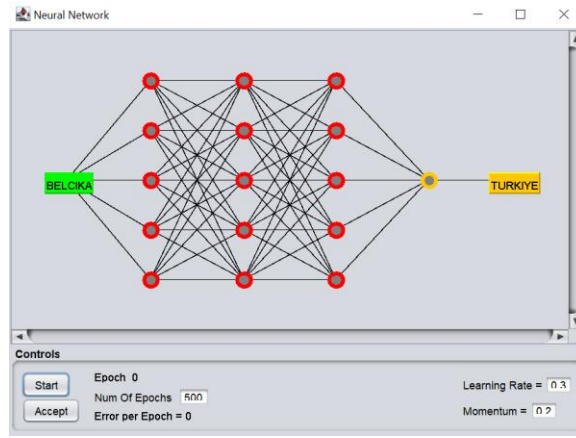 Neural Network
BELCIKA
TURKIYE
Controls
Start
Accept
Epoch 0
Num Of Epochs 500
Error per Epoch = 0
Learning Rate = 0.3
Momentum = 0.2